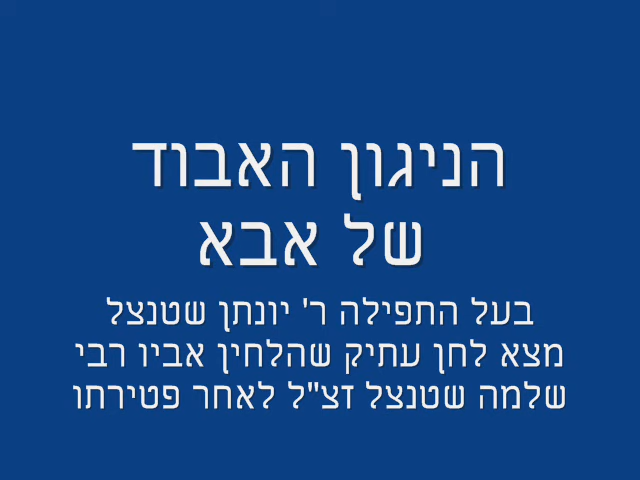 הניגון האבוד
של אבא
בעל התפילה ר' יונתן שטנצל
מצא לחן עתיק שהלחין אביו רבי
שלמה שטנצל זצ"ל לאחר פטירתו